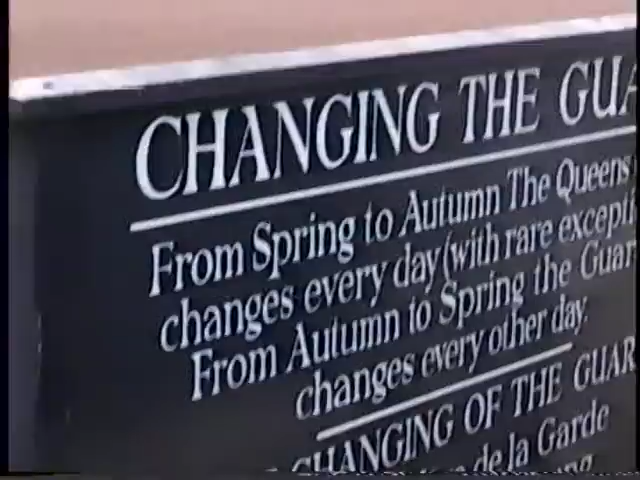 CHANGING THE GUA
From Spring to Autumn The Queens
changes every day (with rare excepti
From Autumn to Spring the Guar
changes every other day.
CHANGING OF THE GUAR
de la Garde